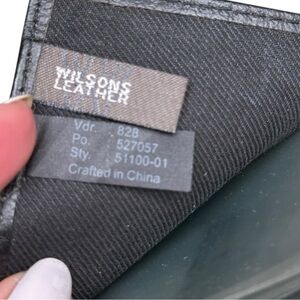 WILSONS
LEATHER
Vdr. 828
Po. 527057
Sty. 51100-01
Crafted in China